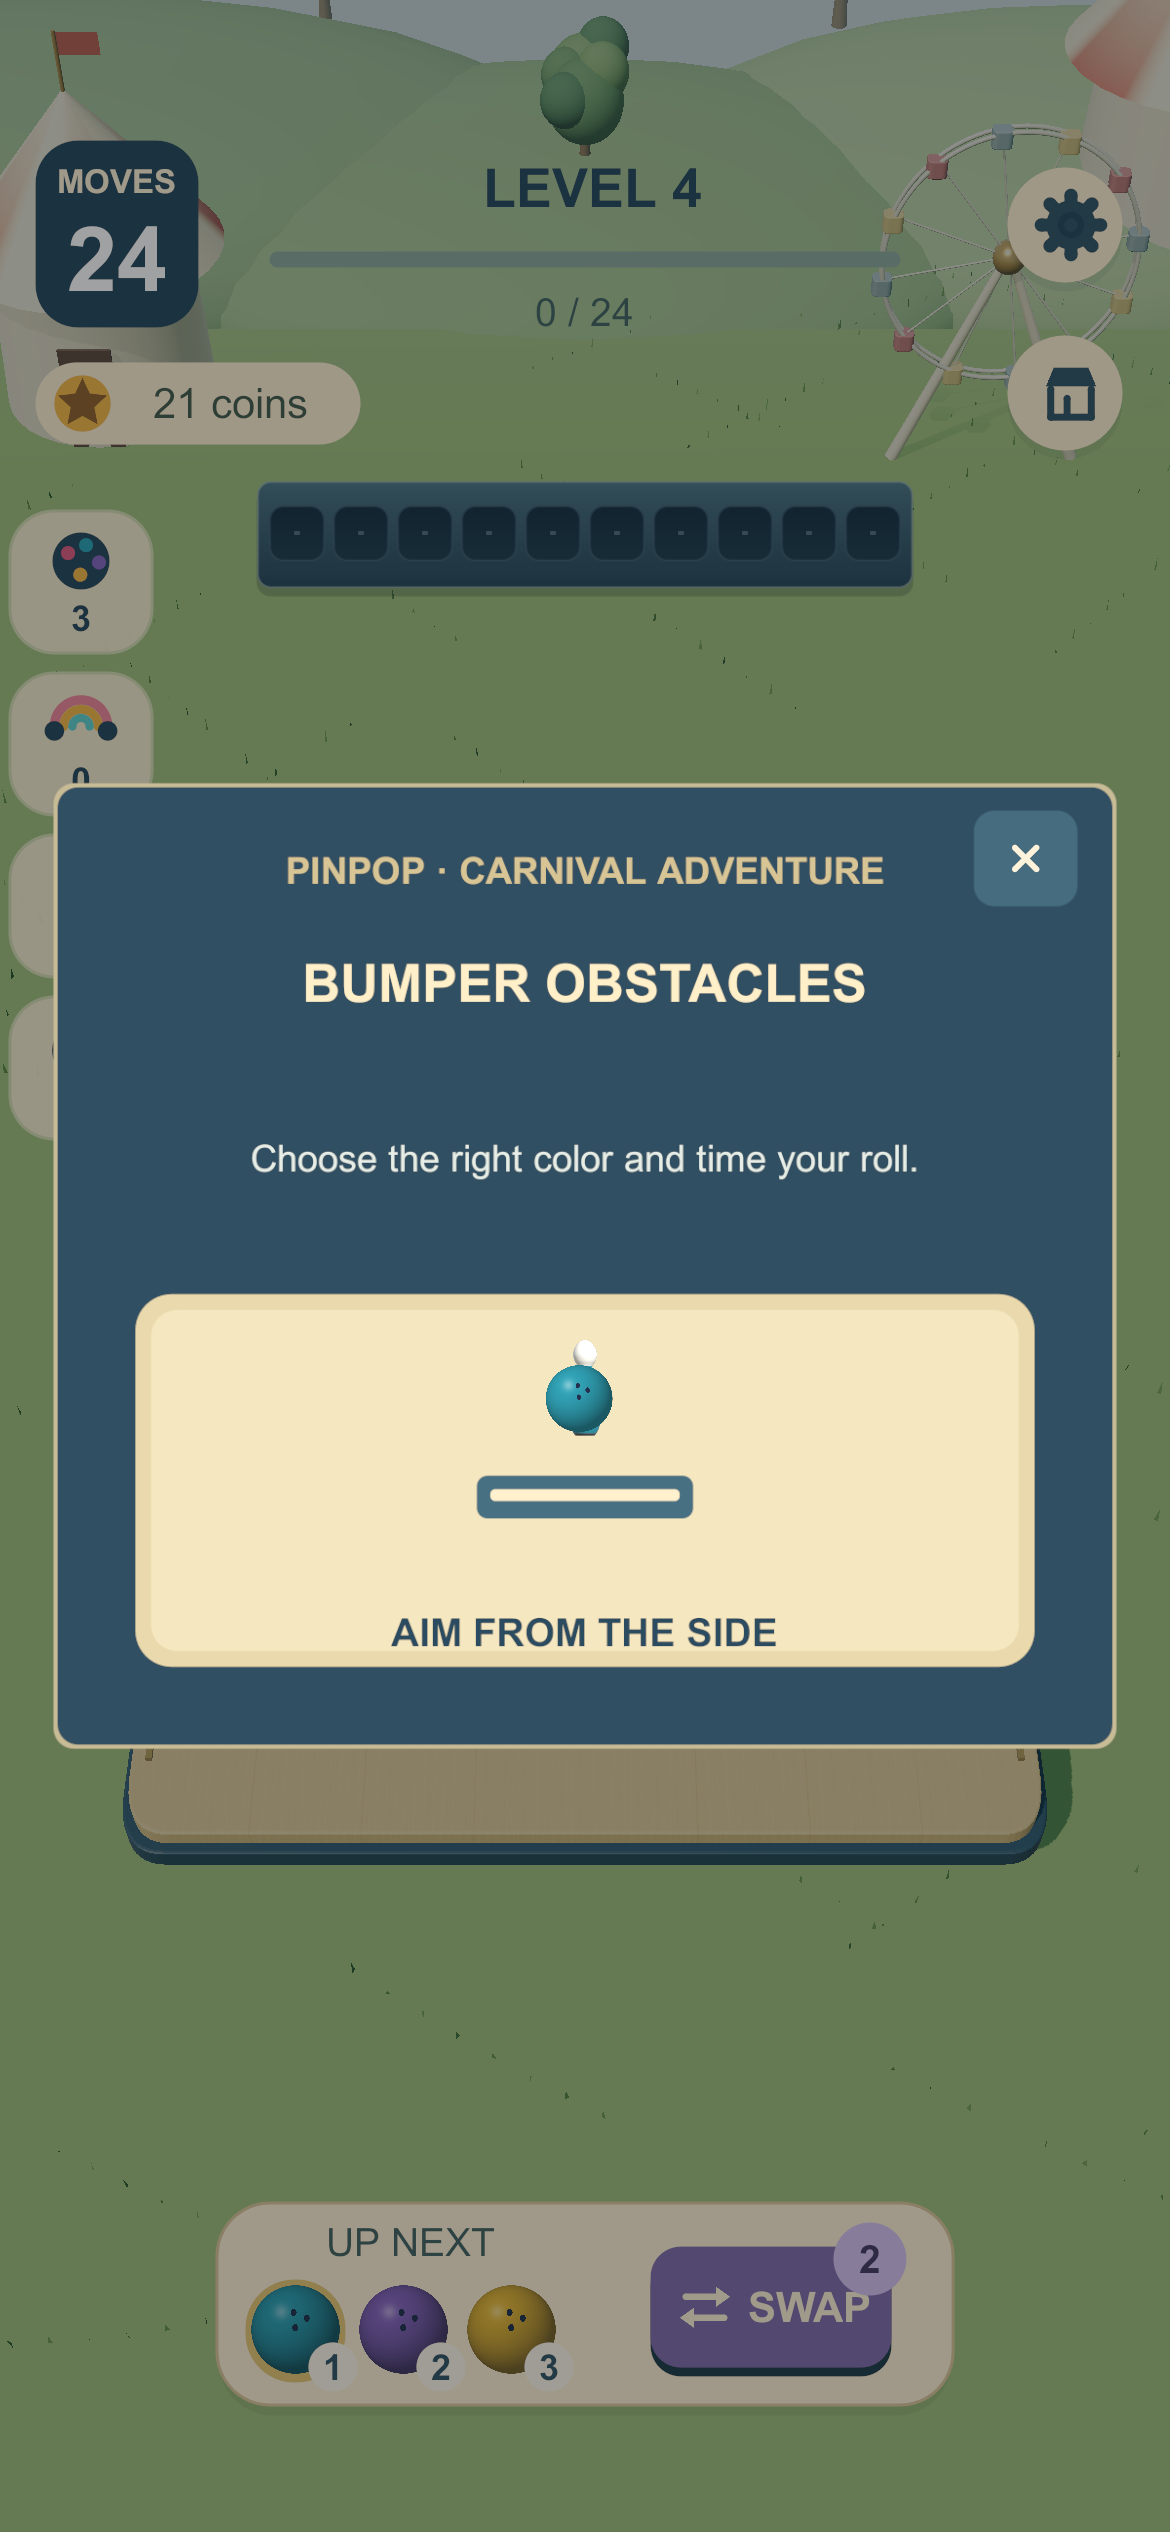 MOVES
24
LEVEL 4
0 / 24
21 coins
3
0
PINPOP · CARNIVAL ADVENTURE
BUMPER OBSTACLES
Choose the right color and time your roll.
AIM FROM THE SIDE
UP NEXT
1
2
3
2
SWAP